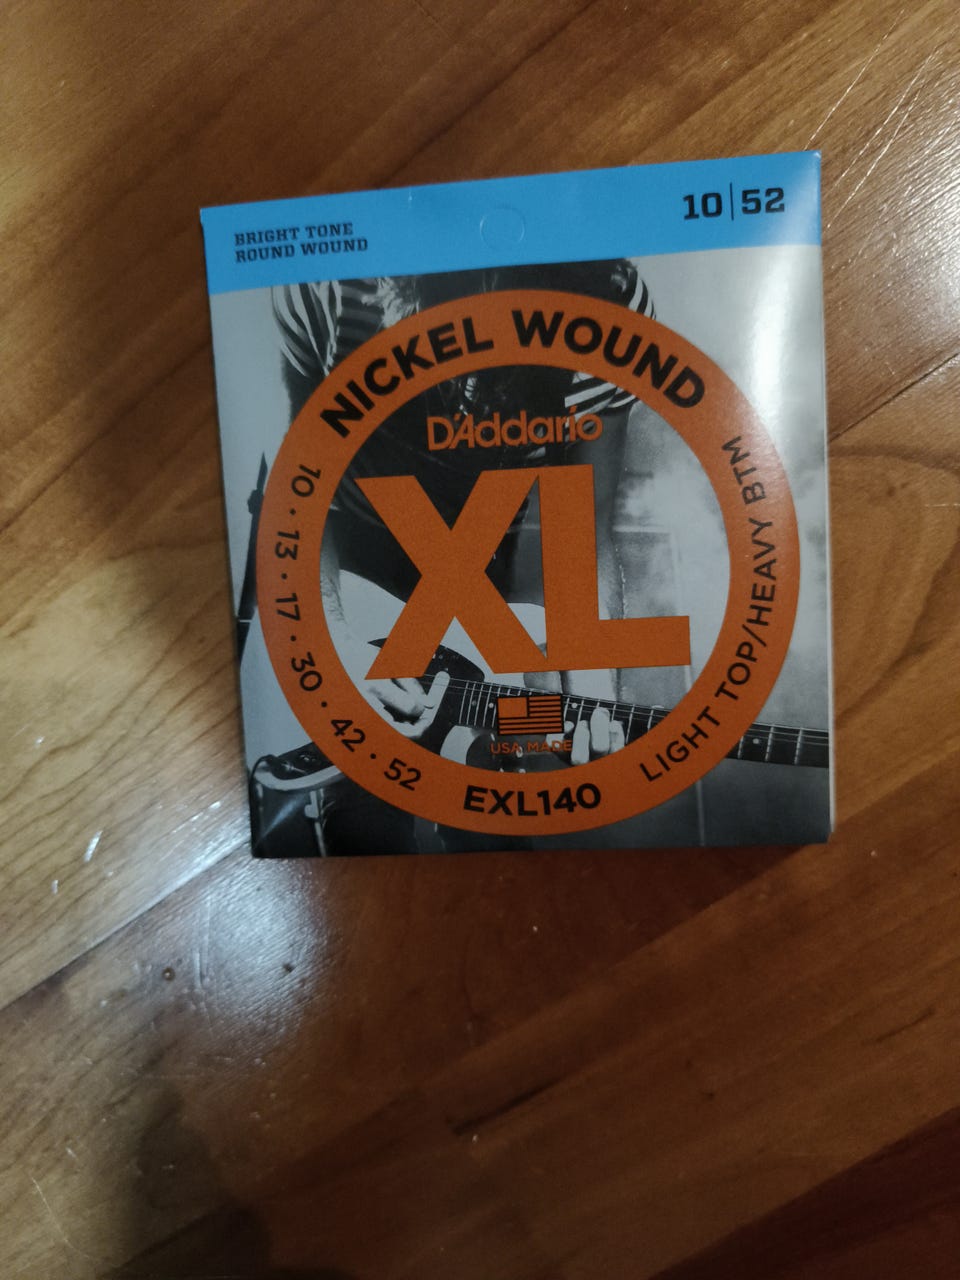 BRIGHT TONE
ROUND WOUND
10|52
NICKEL WOUND
D'Addario
XL
USA MADE
10 · 13 · 17 · 30 · 42 · 52
EXL140
LIGHT TOP/HEAVY BTM